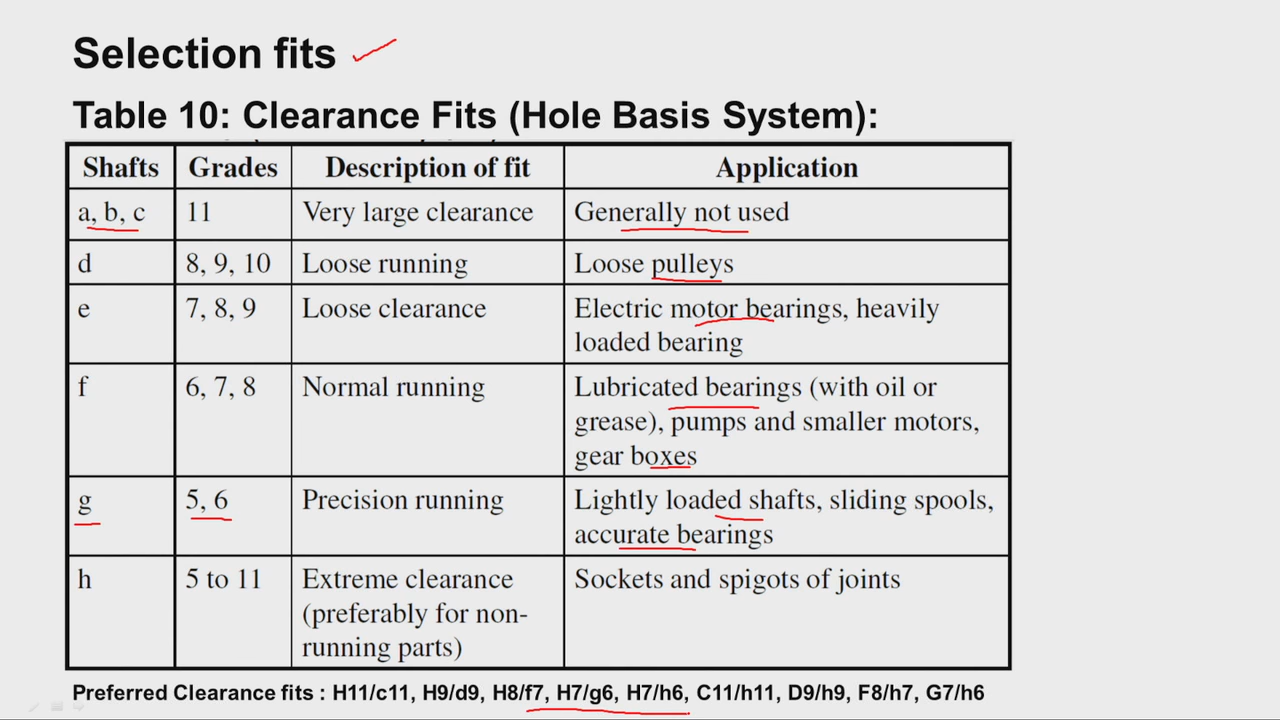 Selection fits
Table 10: Clearance Fits (Hole Basis System):
Shafts Grades Description of fit Application
a, b, c 11 Very large clearance Generally not used
d 8, 9, 10 Loose running Loose pulleys
e 7, 8, 9 Loose clearance Electric motor bearings, heavily
loaded bearing
f 6, 7, 8 Normal running Lubricated bearings (with oil or
grease), pumps and smaller motors,
gear boxes
g 5, 6 Precision running Lightly loaded shafts, sliding spools,
accurate bearings
h 5 to 11 Extreme clearance Sockets and spigots of joints
(preferably for non-
running parts)
Preferred Clearance fits : H11/c11, H9/d9, H8/f7, H7/g6, H7/h6, C11/h11, D9/h9, F8/h7, G7/h6